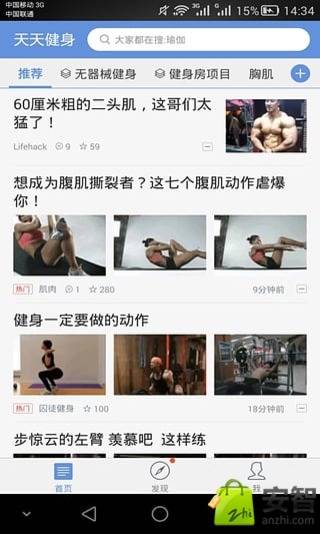 中国移动 3G
中国联通
15%
14:34
天天健身
大家都在搜:瑜伽
推荐
无器械健身
健身房项目
胸肌
60厘米粗的二头肌，这哥们太
猛了！
Lifehack 9 59
想成为腹肌撕裂者？这七个腹肌动作虐爆
你！
热门 肌肉 1 280
9分钟前
健身一定要做的动作
热门 囚徒健身 100
18分钟前
步惊云的左臂 羡慕吧 这样练
首页
发现
我
zhi
安智
anzhi.com